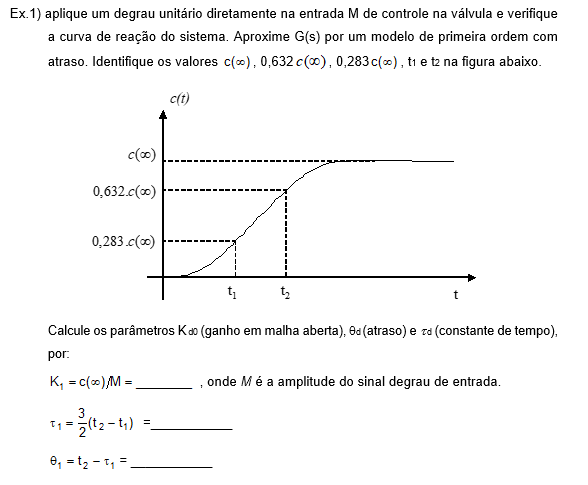 Ex.1) aplique um degrau unitário diretamente na entrada M de controle na válvula e verifique
a curva de reação do sistema. Aproxime G(s) por um modelo de primeira ordem com
atraso. Identifique os valores c(∞) , 0,632 c(∞) , 0,283 c(∞) , t1 e t2 na figura abaixo.
c(t)
c(∞)
0,632.c(∞)
0,283.c(∞)
t₁ t₂ t
Calcule os parâmetros K d0 (ganho em malha aberta), θd (atraso) e τd (constante de tempo),
por:
K₁ = c(∞)/M = ________ , onde M é a amplitude do sinal degrau de entrada.
τ₁ = 3/2 (t₂ – t₁) =____________
θ₁ = t₂ – τ₁ = ____________